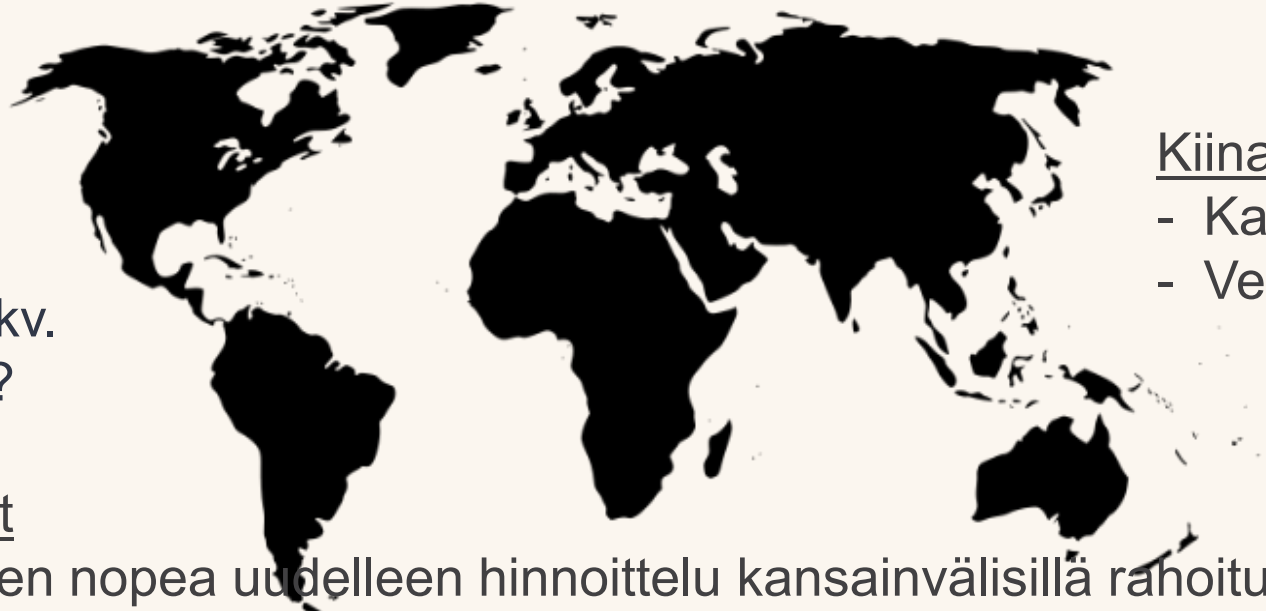 Kiina
- Ka
- Ve
kv.
?
t
en nopea uudelleen hinnoittelu kansainvälisillä rahoitu